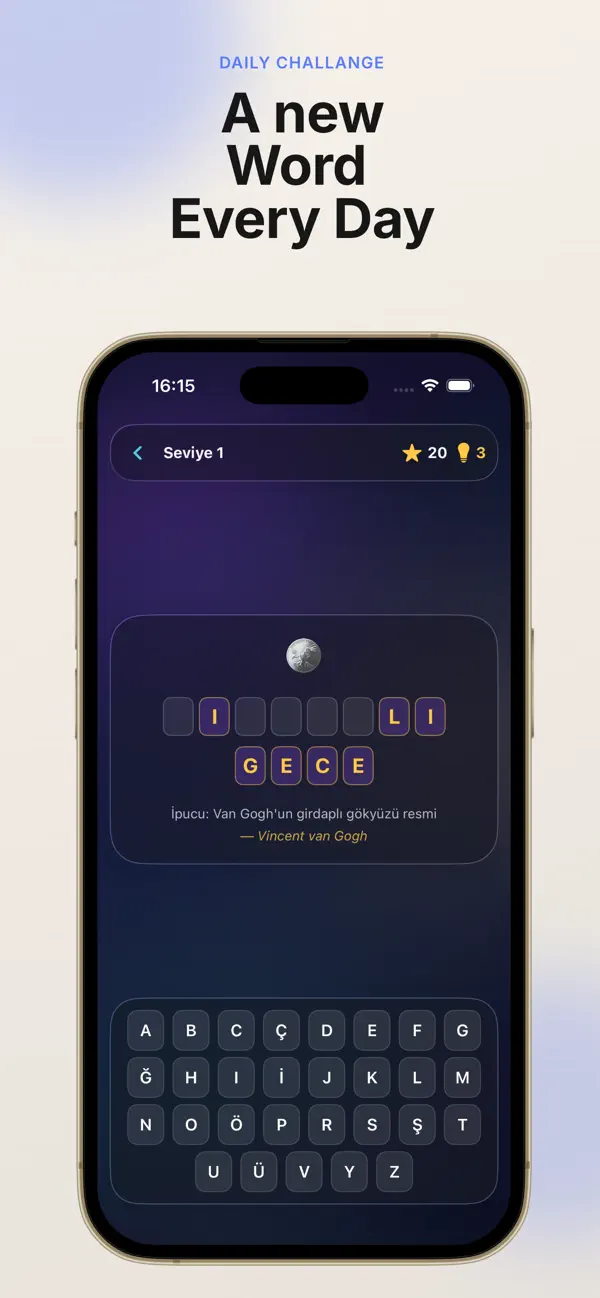 DAILY CHALLANGE
A new
Word
Every Day
16:15
Seviye 1
20
3
I L I
G E C E
İpucu: Van Gogh'un girdaplı gökyüzü resmi
— Vincent van Gogh
A B C Ç D E F G
Ğ H I İ J K L M
N O Ö P R S Ş T
U Ü V Y Z